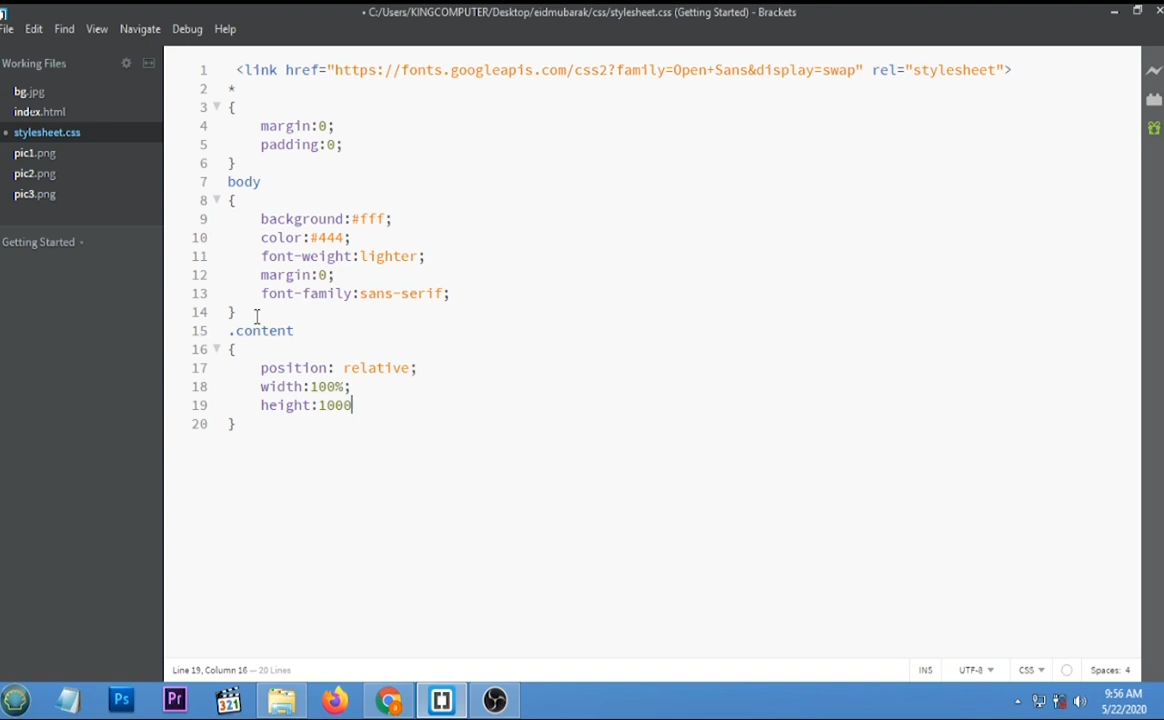 • C:/Users/KINGCOMPUTER/Desktop/eidmubarak/css/stylesheet.css (Getting Started) - Brackets
File Edit Find View Navigate Debug Help
Working Files
bg.jpg
index.html
stylesheet.css
pic1.png
pic2.png
pic3.png
Getting Started
1 <link href="https://fonts.googleapis.com/css2?family=Open+Sans&display=swap" rel="stylesheet">
2 *
3 {
4 margin:0;
5 padding:0;
6 }
7 body
8 {
9 background:#fff;
10 color:#444;
11 font-weight:lighter;
12 margin:0;
13 font-family:sans-serif;
14 }
15 .content
16 {
17 position: relative;
18 width:100%;
19 height:1000
20 }
Line 19, Column 16 — 20 Lines
INS UTF-8 CSS Spaces: 4
Ps Pr 321
9:56 AM
5/22/2020